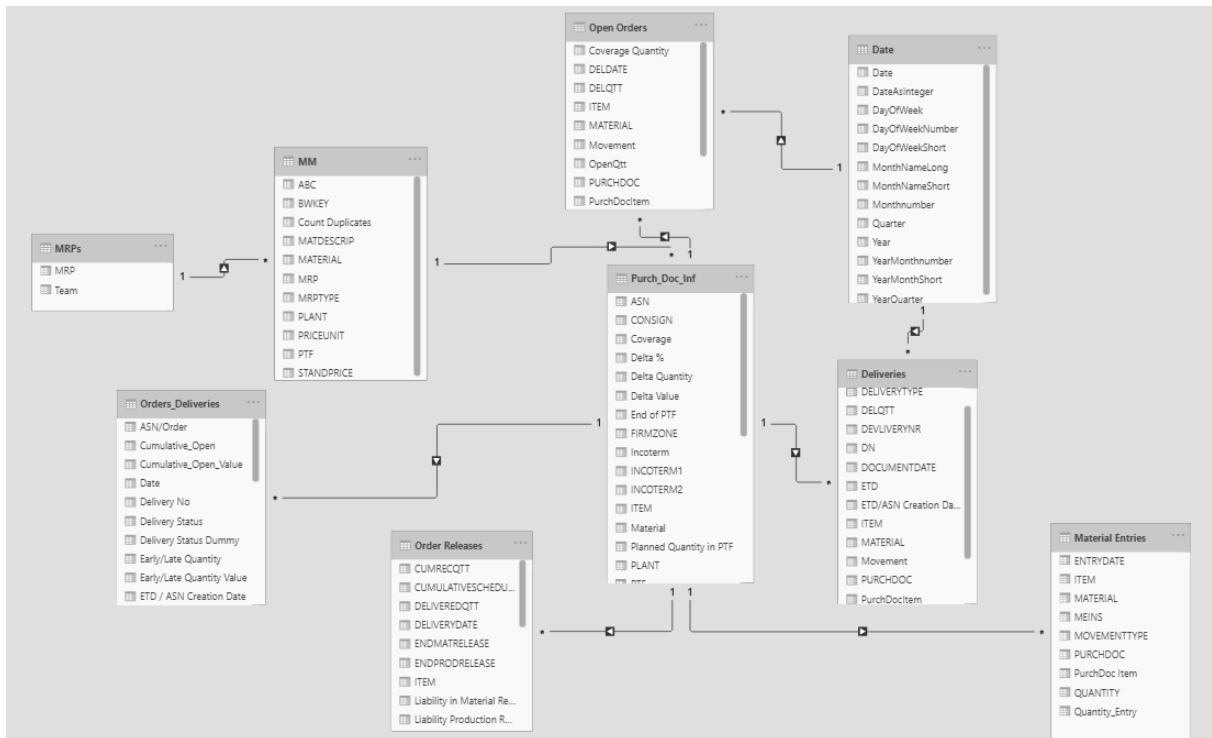 Open Orders ...
Coverage Quantity
DELDATE
DELQTT
ITEM
MATERIAL
Movement
OpenQtt
PURCHDOC
PurchDocItem
Date ...
Date
DateAsInteger
DayOfWeek
DayOfWeekNumber
DayOfWeekShort
MonthNameLong
MonthNameShort
Monthnumber
Quarter
Year
YearMonthnumber
YearMonthShort
YearQuarter
MM ...
ABC
BWKEY
Count Duplicates
MATDESCRIP
MATERIAL
MRP
MRPTYPE
PLANT
PRICEUNIT
PTF
STANDPRICE
MRPs ...
MRP
Team
Purch_Doc_Inf ...
ASN
CONSIGN
Coverage
Delta %
Delta Quantity
Delta Value
End of PTF
FIRMZONE
Incoterm
INCOTERM1
INCOTERM2
ITEM
Material
Planned Quantity in PTF
PLANT
PTF
Deliveries ...
DELIVERYTYPE
DELQTT
DEVLIVERYNR
DN
DOCUMENTDATE
ETD
ETD/ASN Creation Da...
ITEM
MATERIAL
Movement
PURCHDOC
PurchDocItem
Orders_Deliveries ...
ASN/Order
Cumulative_Open
Cumulative_Open_Value
Date
Delivery No
Delivery Status
Delivery Status Dummy
Early/Late Quantity
Early/Late Quantity Value
ETD / ASN Creation Date
Order Releases ...
CUMRECQTT
CUMULATIVESCHEDU...
DELIVEREDQTT
DELIVERYDATE
ENDMATRELEASE
ENDPRODRELEASE
ITEM
Liability in Material Re...
Liability Production R...
Material Entries ...
ENTRYDATE
ITEM
MATERIAL
MEINS
MOVEMENTTYPE
PURCHDOC
PurchDoc Item
QUANTITY
Quantity_Entry
1 *
1 *
1 *
1 *
1 *
1 *
1 *
1 *
1 *